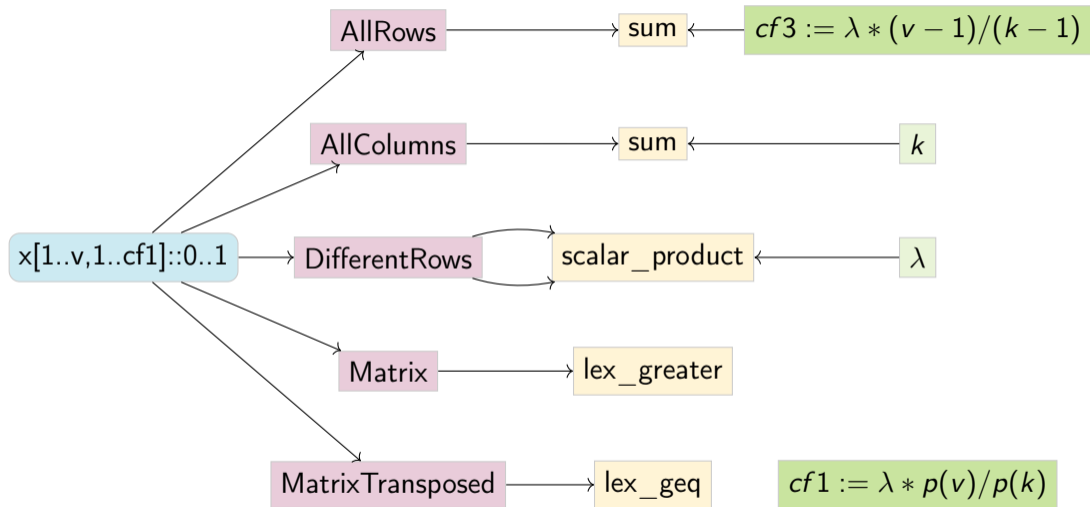 AllRows sum cf3 := λ ∗ (v − 1)/(k − 1)
AllColumns sum k
x[1..v,1..cf1]::0..1 DifferentRows scalar_product λ
Matrix lex_greater
MatrixTransposed lex_geq cf1 := λ ∗ p(v)/p(k)